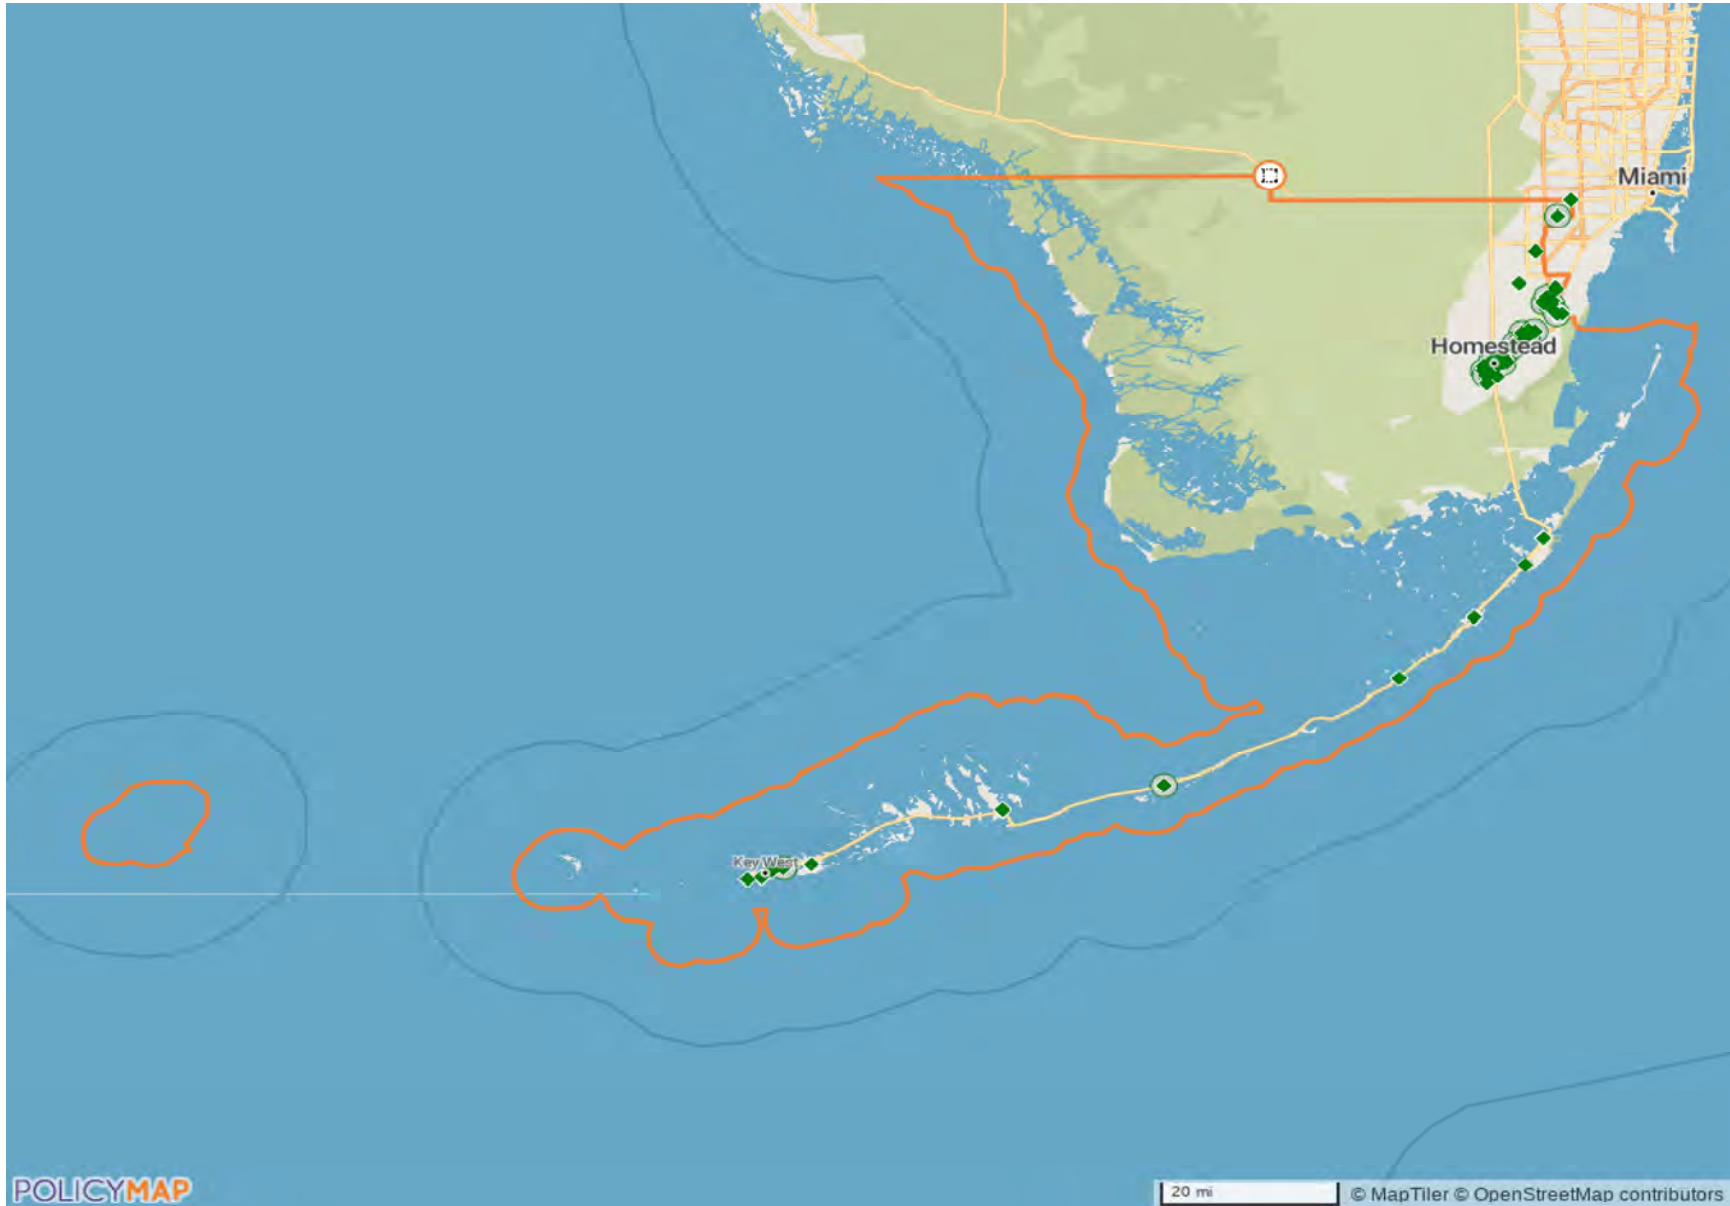 Miami
Homestead
Key West
POLICYMAP
20 mi
© MapTiler © OpenStreetMap contributors